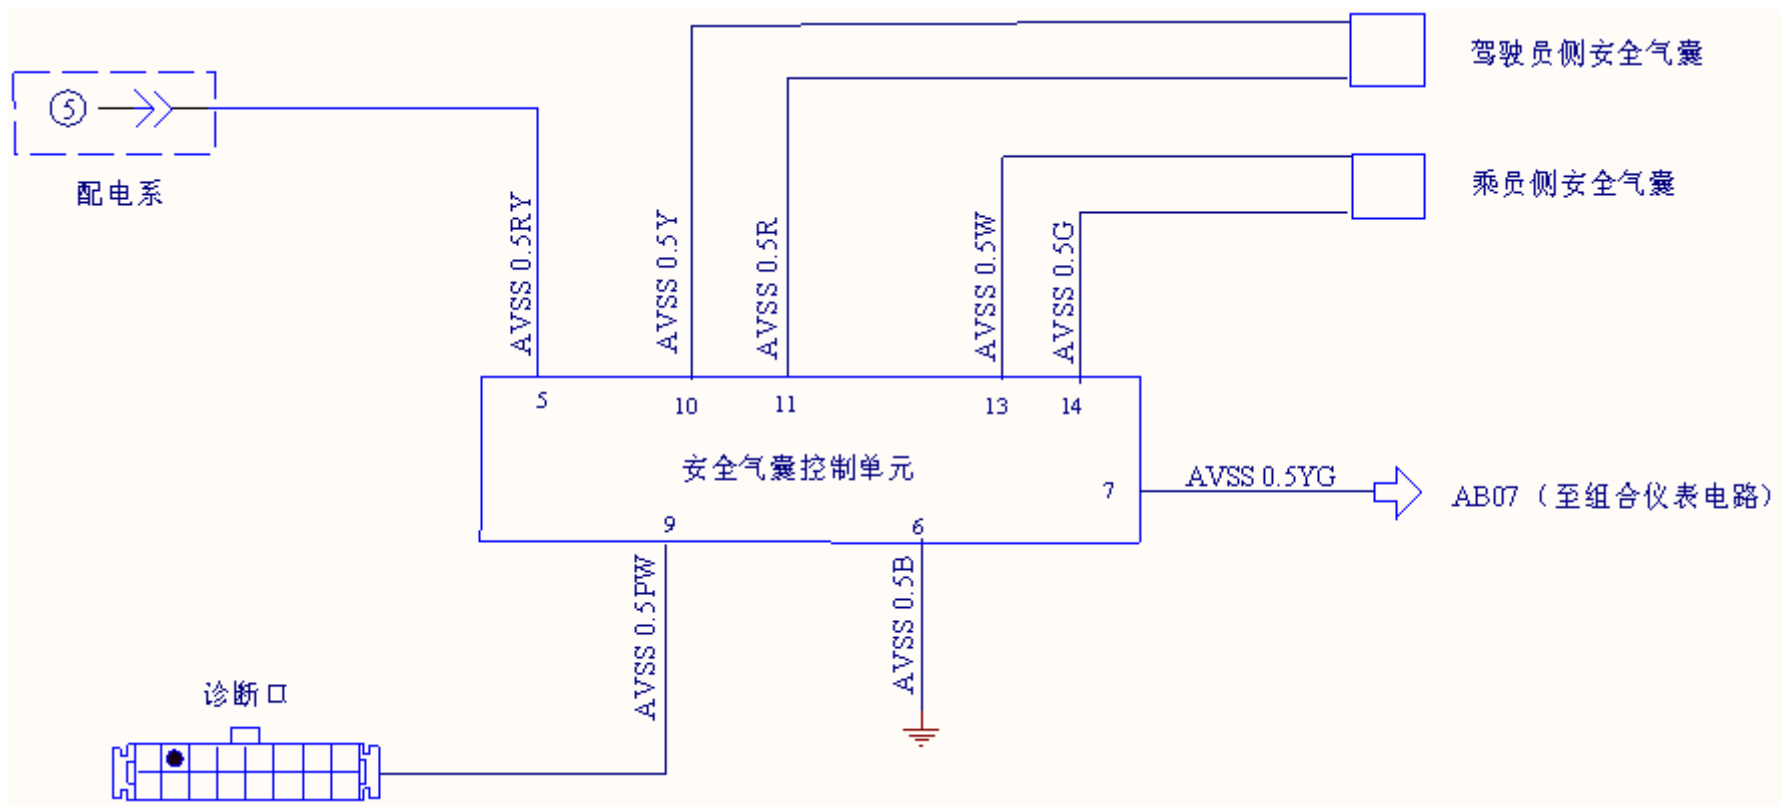 驾驶员侧安全气囊
⑤
配电系
乘员侧安全气囊
AVSS 0.5RY
AVSS 0.5Y
AVSS 0.5R
AVSS 0.5W
AVSS 0.5G
5
10
11
13
14
安全气囊控制单元
7
AVSS 0.5YG
AB07（至组合仪表电路）
9
6
AVSS 0.5PW
AVSS 0.5B
诊断口